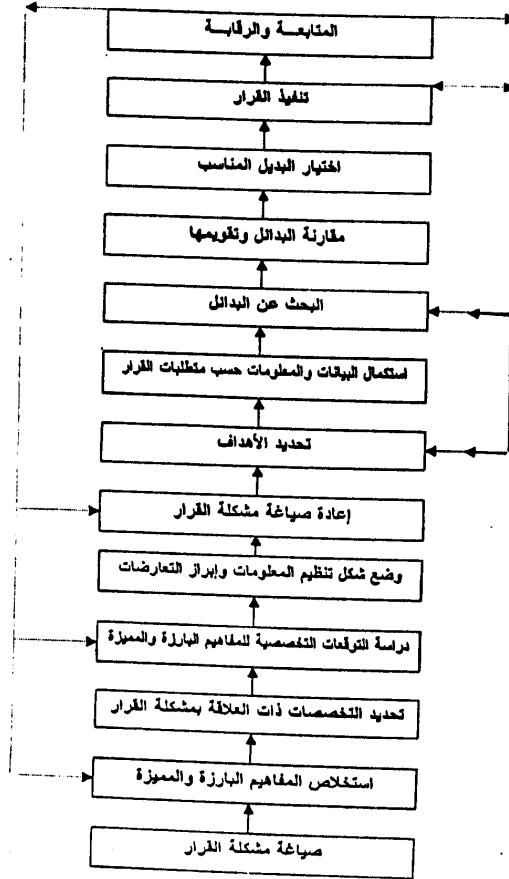 المتابعـــة والرقابـــة
تنفيذ القرار
اختيار البديل المناسب
مقارنة البدائل وتقويمها
البحث عن البدائل
استكمال البيانات والمعلومات حسب متطلبات القرار
تحديد الأهداف
إعادة صياغة مشكلة القرار
وضع شكل تنظيم المعلومات وإبراز التعارضات
دراسة التوقعات التخصصية للمفاهيم البارزة والمميزة
تحديد التخصصات ذات العلاقة بمشكلة القرار
استخلاص المفاهيم البارزة والمميزة
صياغة مشكلة القرار